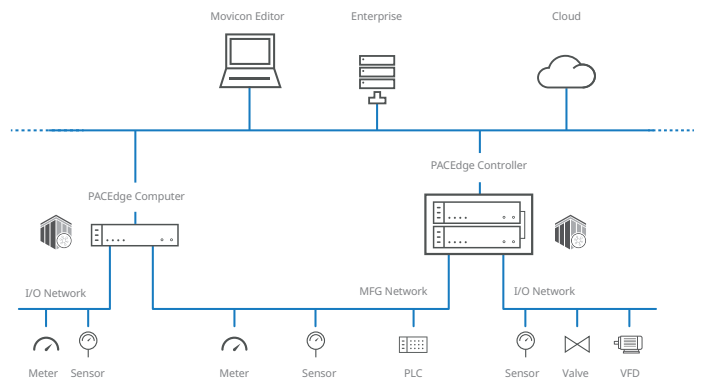 Movicon Editor
Enterprise
Cloud
PACEdge Controller
PACEdge Computer
I/O Network
MFG Network
I/O Network
Meter
Sensor
Meter
Sensor
PLC
Sensor
Valve
VFD